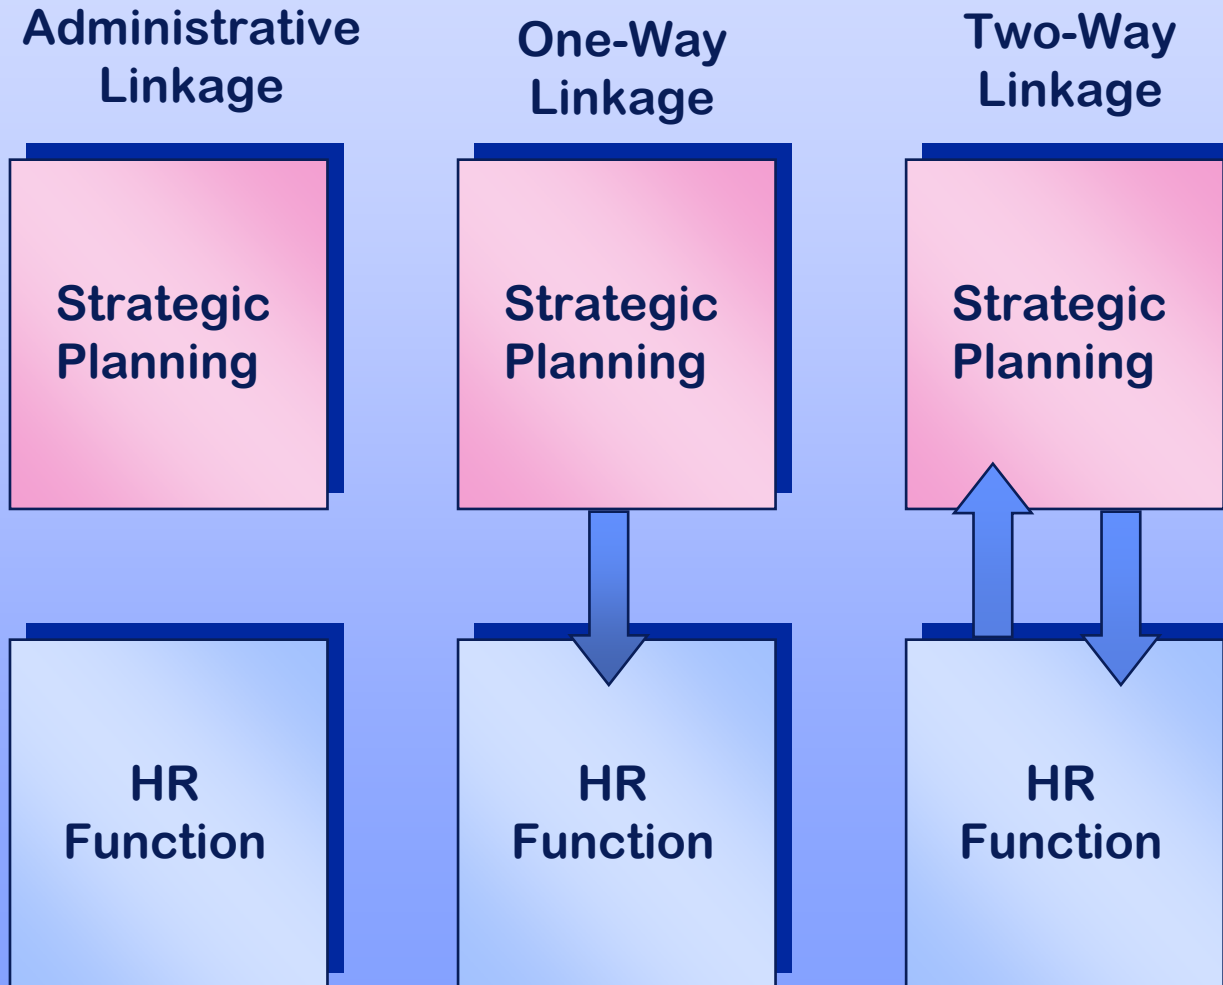 Administrative
Linkage
One-Way
Linkage
Two-Way
Linkage
Strategic
Planning
Strategic
Planning
Strategic
Planning
HR
Function
HR
Function
HR
Function